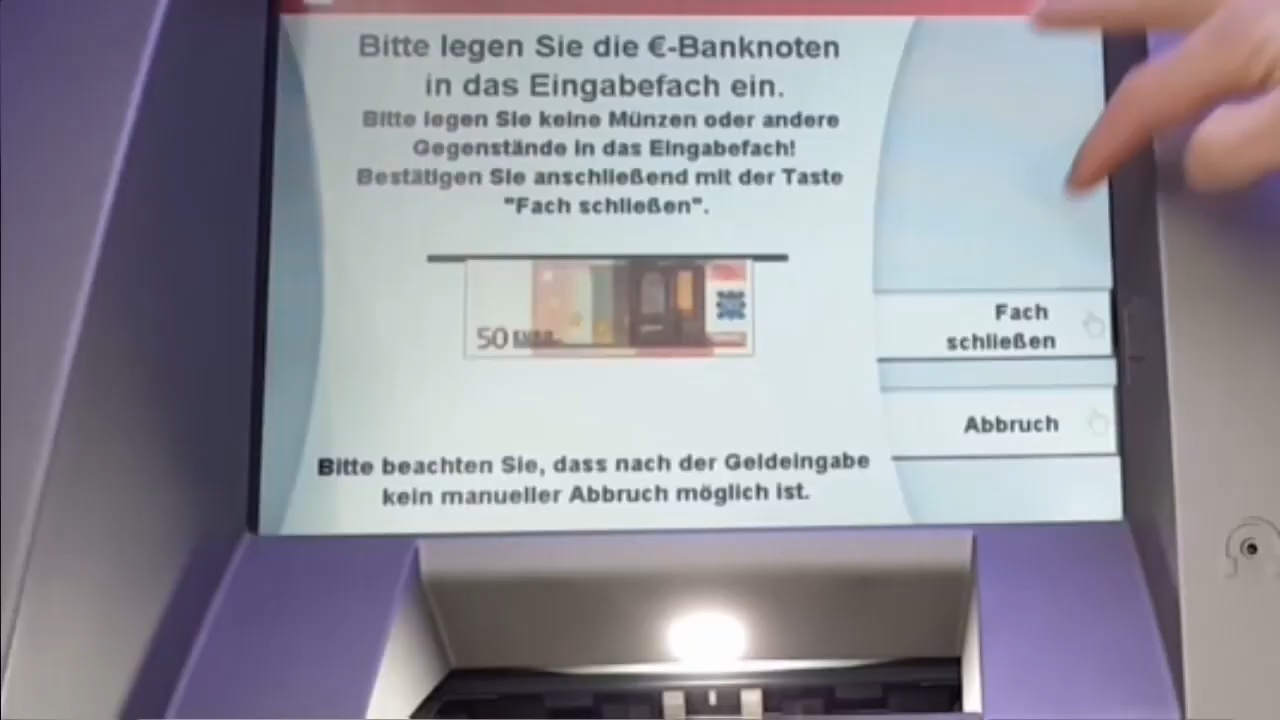 Bitte legen Sie die €-Banknoten
in das Eingabefach ein.
Bitte legen Sie keine Münzen oder andere
Gegenstände in das Eingabefach!
Bestätigen Sie anschließend mit der Taste
"Fach schließen".
50
Fach
schließen
Abbruch
Bitte beachten Sie, dass nach der Geldeingabe
kein manueller Abbruch möglich ist.